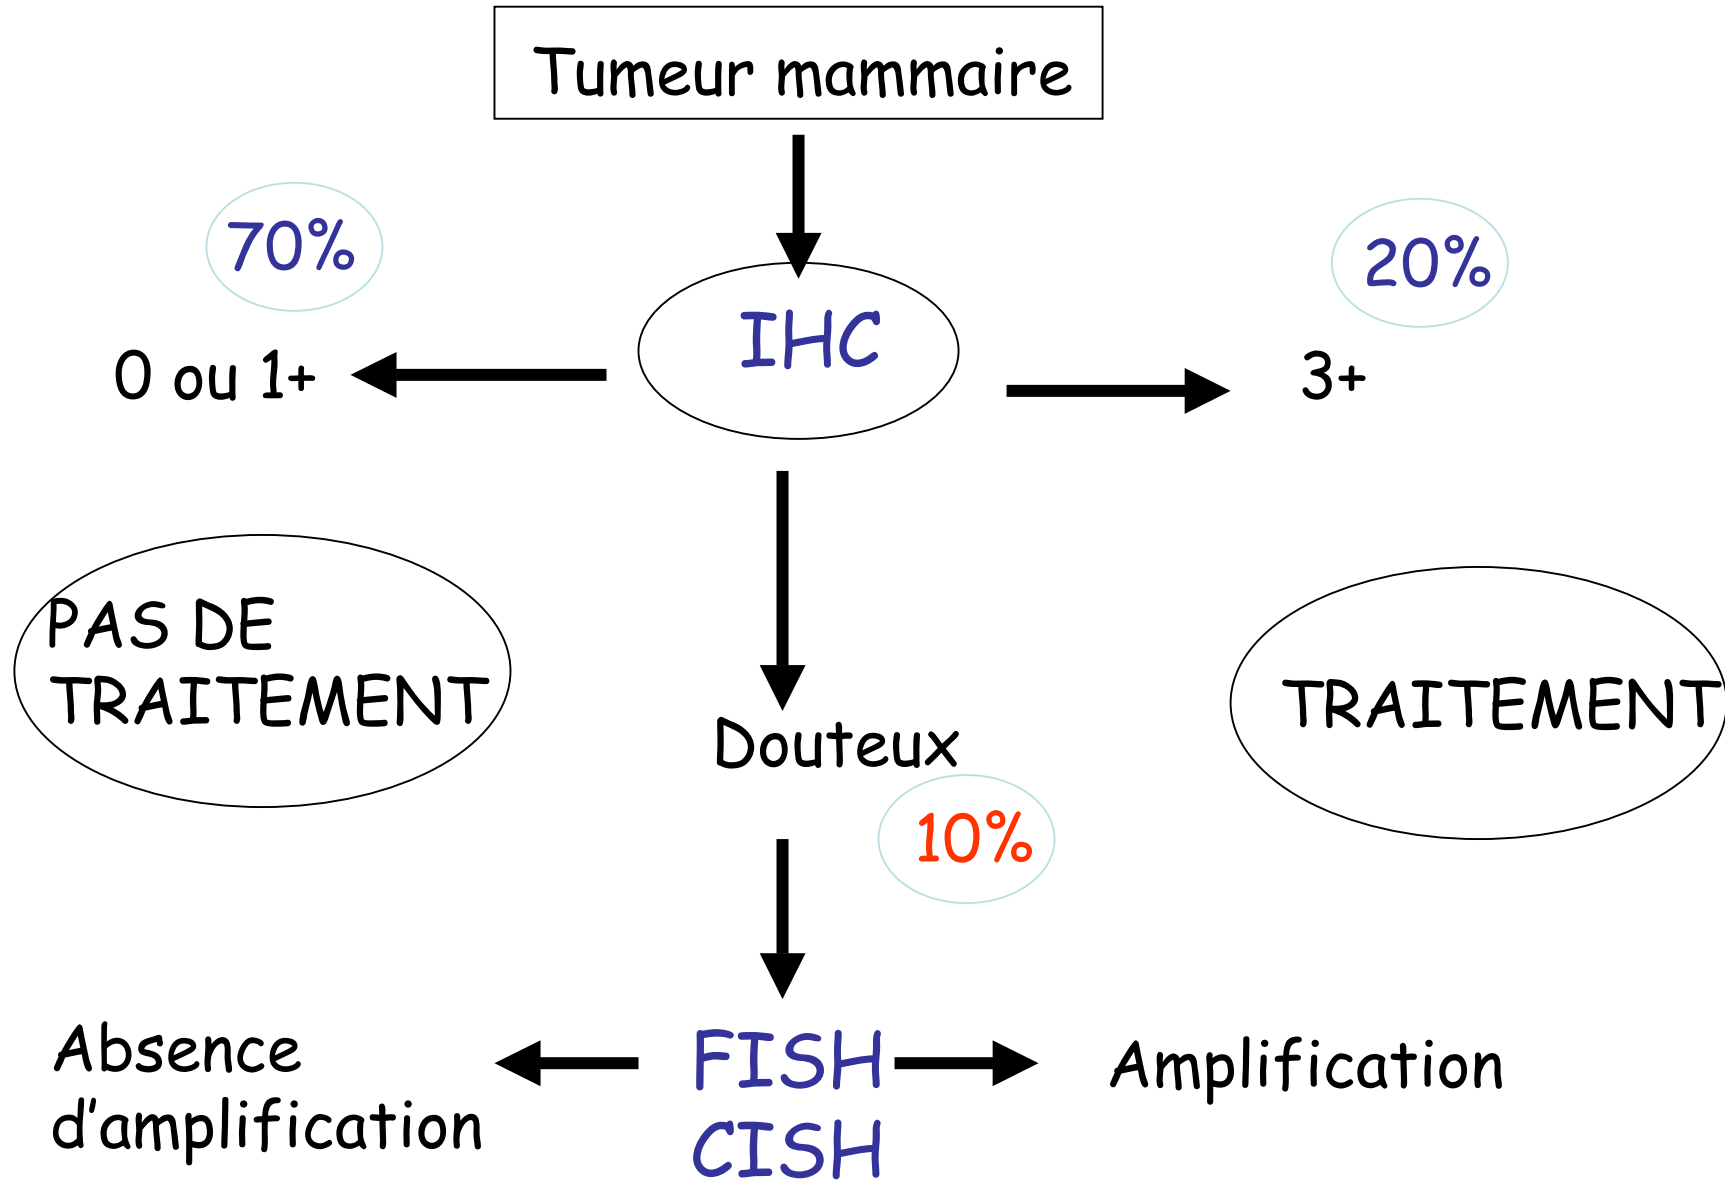 Tumeur mammaire
70%
20%
IHC
0 ou 1+
3+
PAS DE
TRAITEMENT
TRAITEMENT
Douteux
10%
Absence
d’amplification
FISH
CISH
Amplification